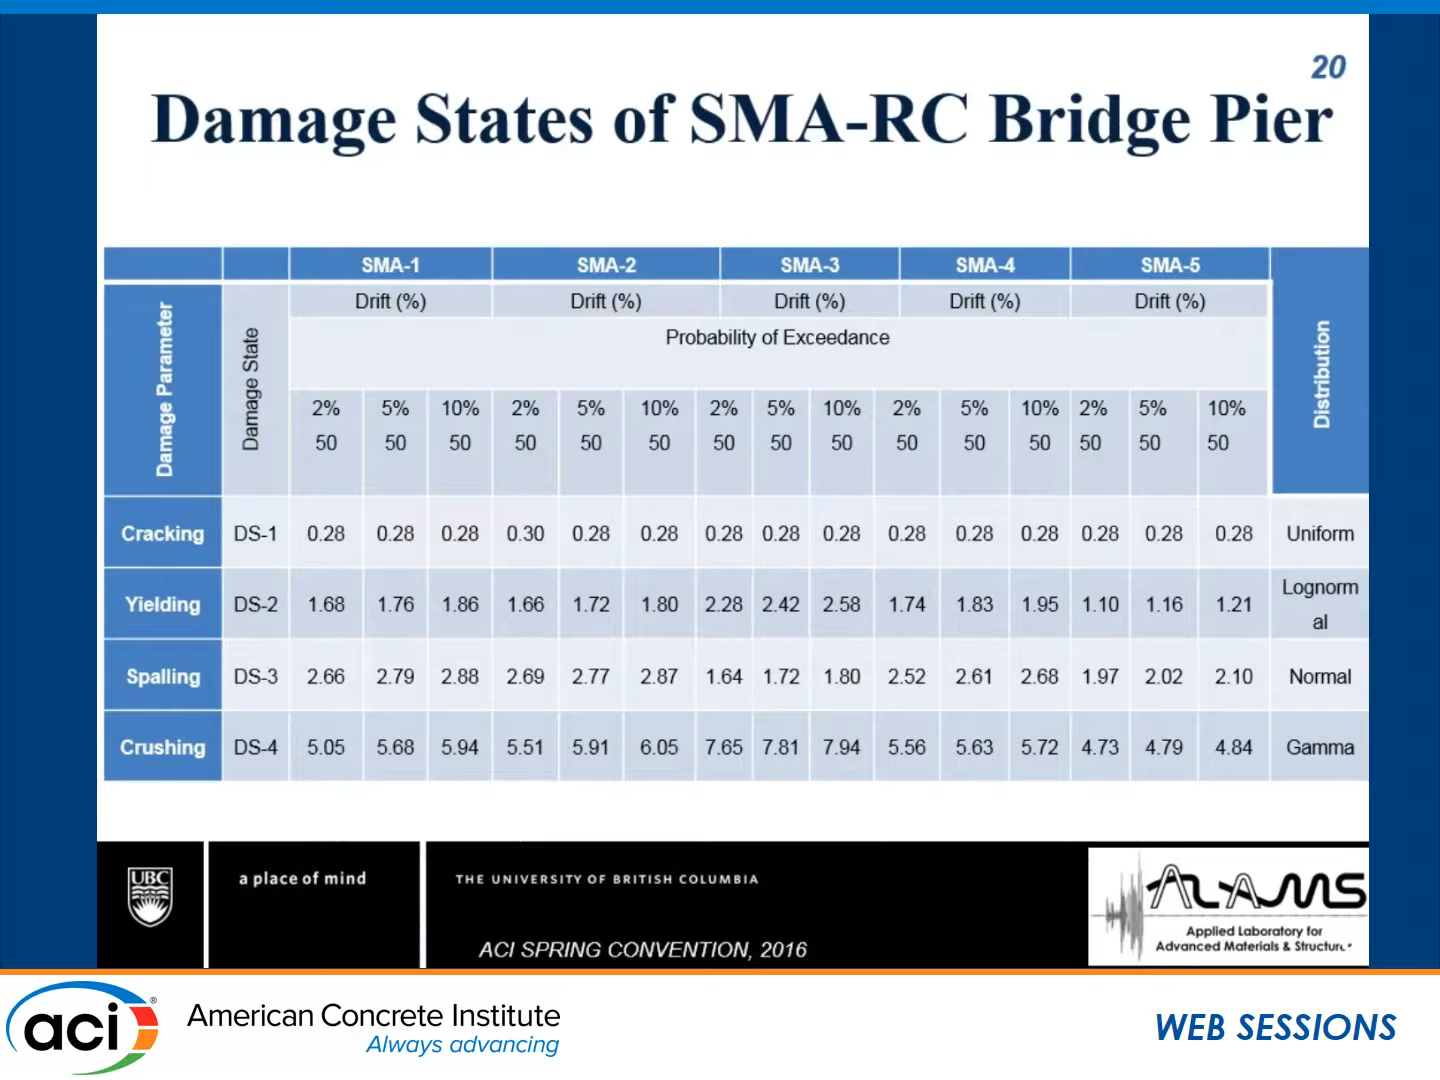 20
Damage States of SMA-RC Bridge Pier
SMA-1 SMA-2 SMA-3 SMA-4 SMA-5
Damage Parameter Damage State Drift (%) Drift (%) Drift (%) Drift (%) Drift (%) Distribution
Probability of Exceedance
2% 5% 10% 2% 5% 10% 2% 5% 10% 2% 5% 10% 2% 5% 10%
50 50 50 50 50 50 50 50 50 50 50 50 50 50 50
Cracking DS-1 0.28 0.28 0.28 0.30 0.28 0.28 0.28 0.28 0.28 0.28 0.28 0.28 0.28 0.28 0.28 Uniform
Yielding DS-2 1.68 1.76 1.86 1.66 1.72 1.80 2.28 2.42 2.58 1.74 1.83 1.95 1.10 1.16 1.21 Lognorm
al
Spalling DS-3 2.66 2.79 2.88 2.69 2.77 2.87 1.64 1.72 1.80 2.52 2.61 2.68 1.97 2.02 2.10 Normal
Crushing DS-4 5.05 5.68 5.94 5.51 5.91 6.05 7.65 7.81 7.94 5.56 5.63 5.72 4.73 4.79 4.84 Gamma
UBC
a place of mind
THE UNIVERSITY OF BRITISH COLUMBIA
ACI SPRING CONVENTION, 2016
ALAMS
Applied Laboratory for
Advanced Materials & Structur
aci®
American Concrete Institute
Always advancing
WEB SESSIONS